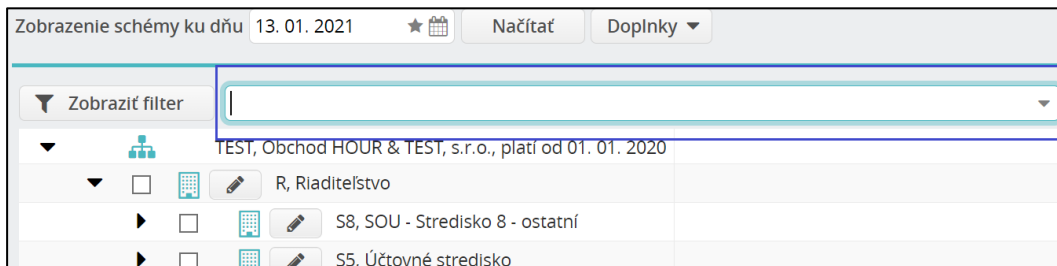 Zobrazenie schémy ku dňu 13. 01. 2021 Načítať Doplnky
Zobraziť filter
TEST, Obchod HOUR & TEST, s.r.o., platí od 01. 01. 2020
R, Riaditeľstvo
S8, SOU - Stredisko 8 - ostatní
S5, Účtovné stredisko